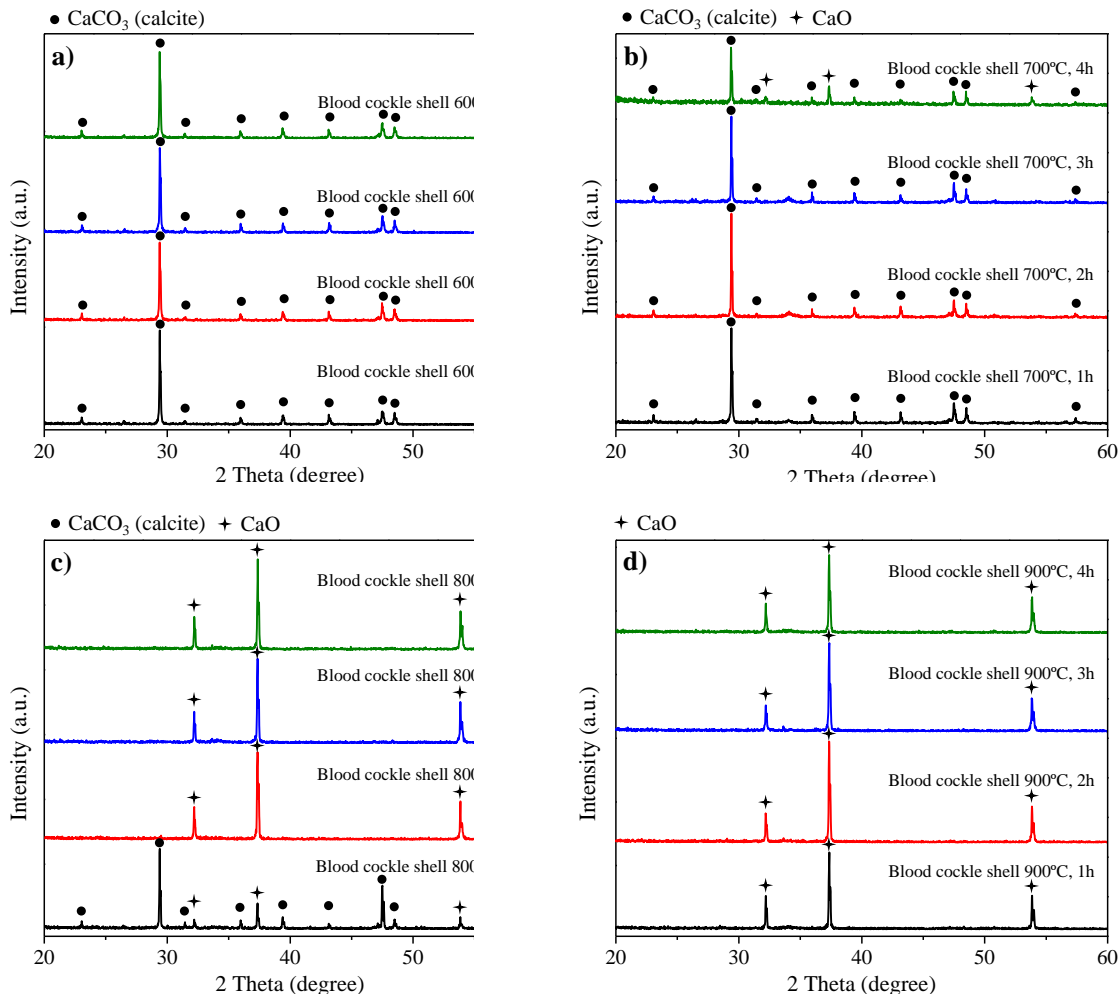 ● CaCO₃ (calcite)
a)
Blood cockle shell 600
Blood cockle shell 600
Blood cockle shell 600
Blood cockle shell 600
Intensity (a.u.)
20 30 40 50
2 Theta (degree)
● CaCO₃ (calcite) ✦ CaO
b)
Blood cockle shell 700ºC, 4h
Blood cockle shell 700ºC, 3h
Blood cockle shell 700ºC, 2h
Blood cockle shell 700ºC, 1h
Intensity (a.u.)
20 30 40 50 60
2 Theta (degree)
● CaCO₃ (calcite) ✦ CaO
c)
Blood cockle shell 800
Blood cockle shell 800
Blood cockle shell 800
Blood cockle shell 800
Intensity (a.u.)
20 30 40 50
2 Theta (degree)
✦ CaO
d)
Blood cockle shell 900ºC, 4h
Blood cockle shell 900ºC, 3h
Blood cockle shell 900ºC, 2h
Blood cockle shell 900ºC, 1h
Intensity (a.u.)
20 30 40 50 60
2 Theta (degree)